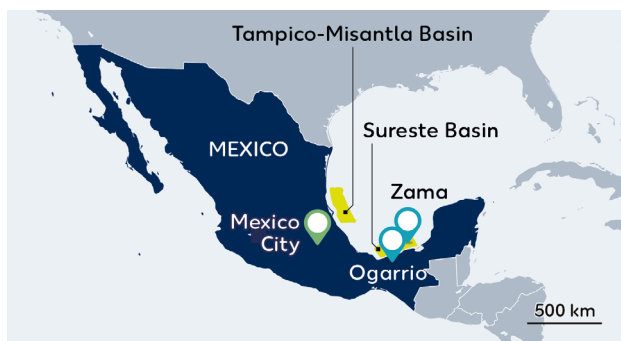 Tampico-Misantla Basin
Sureste Basin
MEXICO
Zama
Mexico
City
Ogarrio
500 km